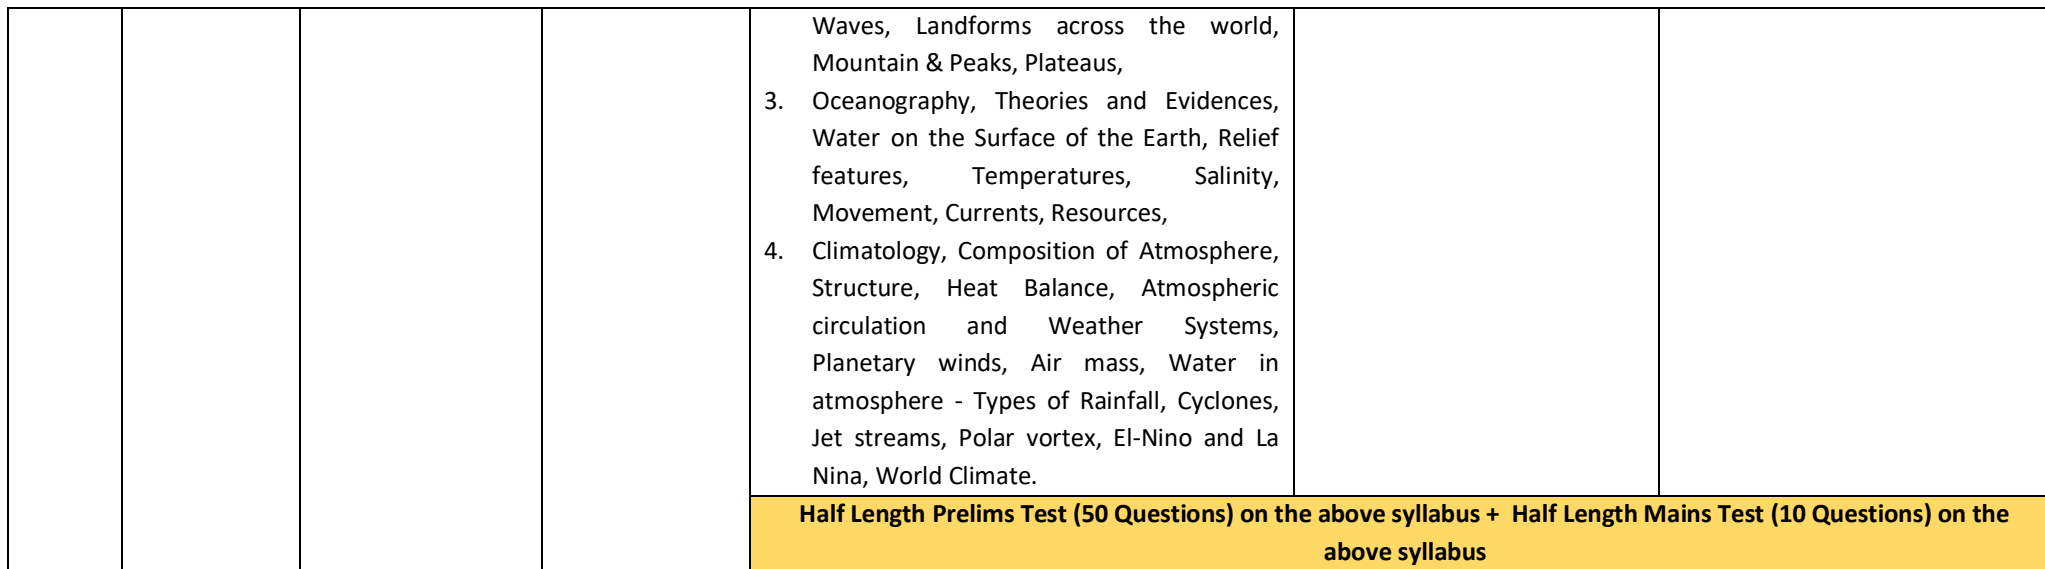 Waves, Landforms across the world,
Mountain & Peaks, Plateaus,
3. Oceanography, Theories and Evidences,
Water on the Surface of the Earth, Relief
features, Temperatures, Salinity,
Movement, Currents, Resources,
4. Climatology, Composition of Atmosphere,
Structure, Heat Balance, Atmospheric
circulation and Weather Systems,
Planetary winds, Air mass, Water in
atmosphere - Types of Rainfall, Cyclones,
Jet streams, Polar vortex, El-Nino and La
Nina, World Climate.
Half Length Prelims Test (50 Questions) on the above syllabus + Half Length Mains Test (10 Questions) on the
above syllabus